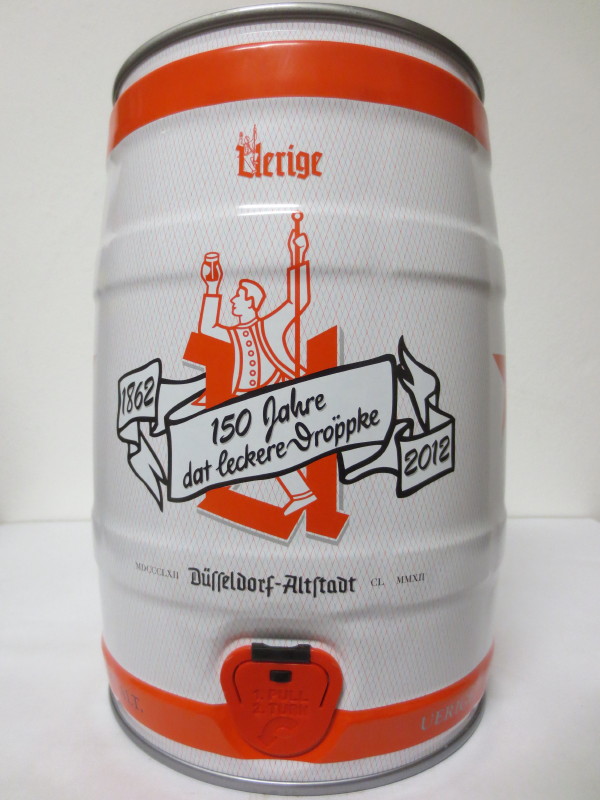 Uerige
1862
150 Jahre
dat leckere Dröppke
2012
MDCCCLXII Düſſeldorf-Altſtadt CL MMXII
1. PULL
2. TURN